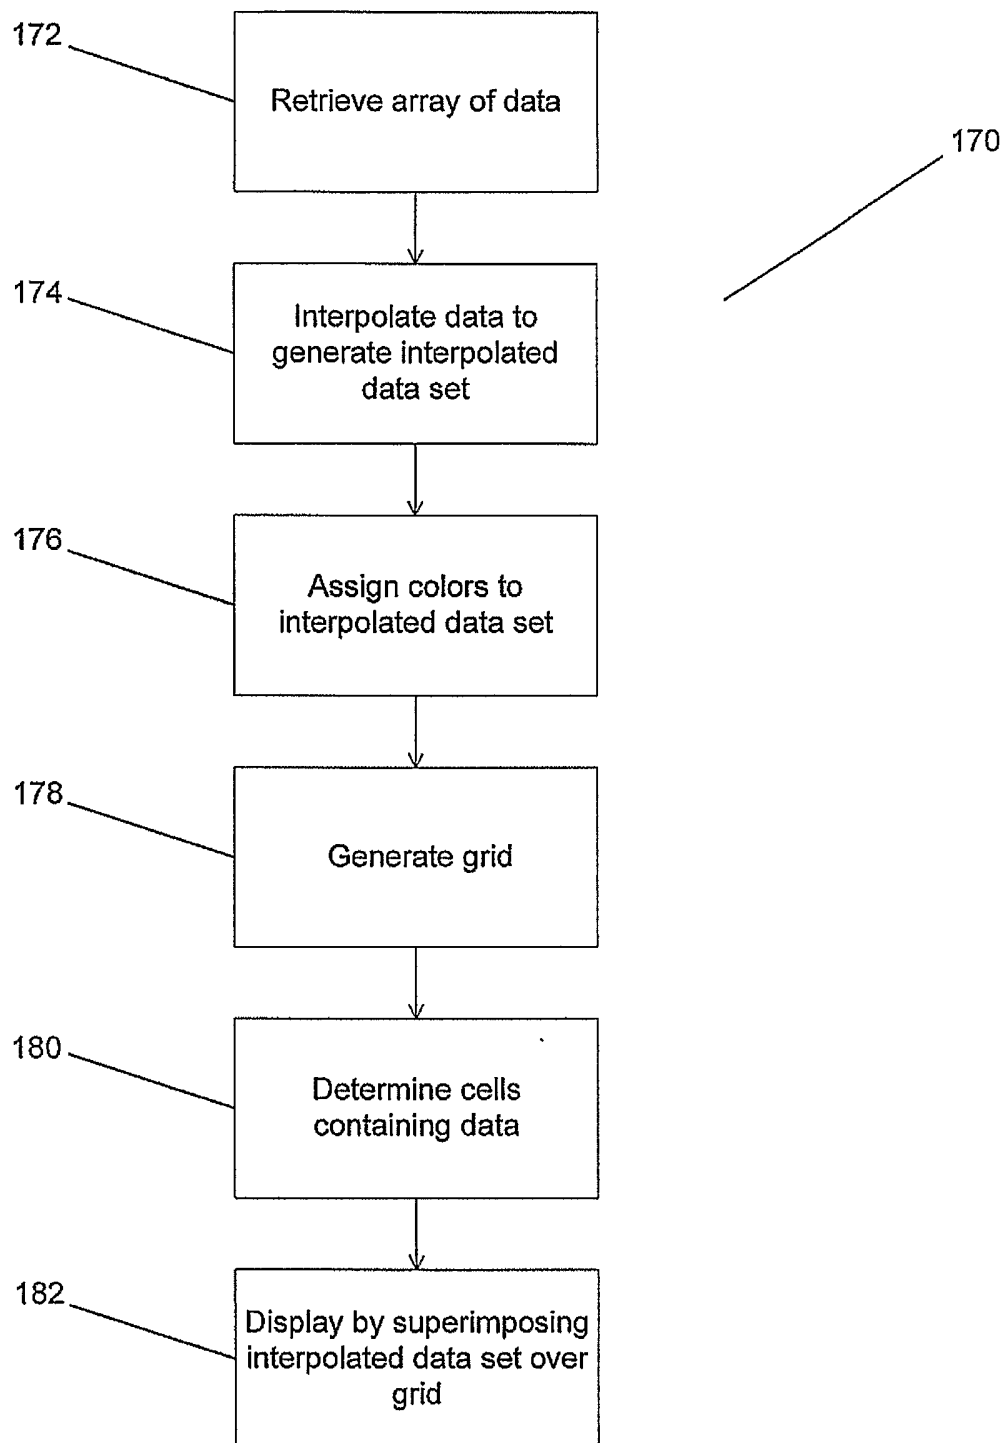 172
Retrieve array of data
170
174
Interpolate data to
generate interpolated
data set
176
Assign colors to
interpolated data set
178
Generate grid
180
Determine cells
containing data
182
Display by superimposing
interpolated data set over
grid